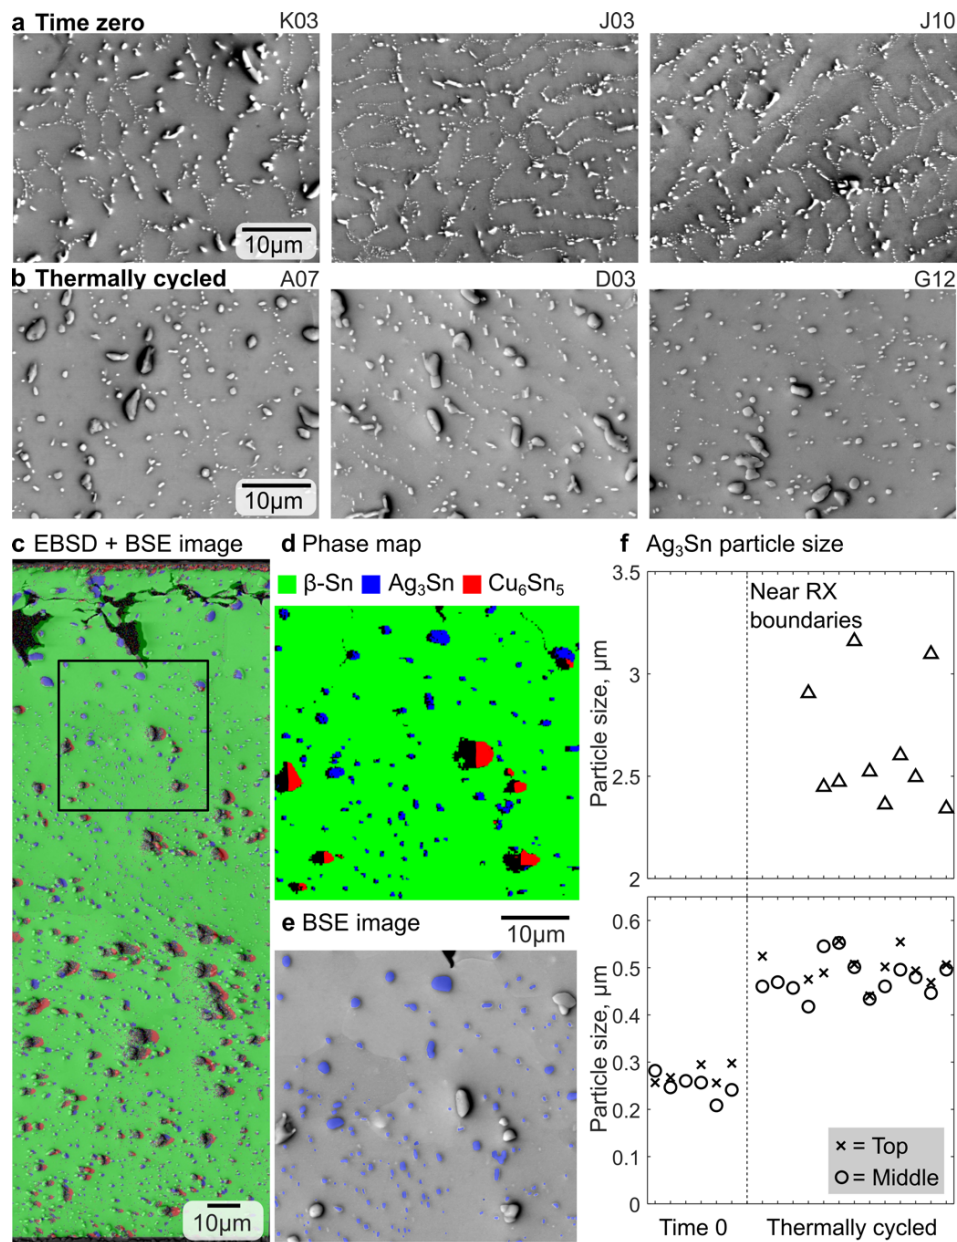 a Time zero
K03
J03
J10
10µm
b Thermally cycled
A07
D03
G12
10µm
c EBSD + BSE image
10µm
d Phase map
β-Sn Ag₃Sn Cu₆Sn₅
10µm
e BSE image
f Ag₃Sn particle size
Near RX
boundaries
Particle size, µm
3.5
3
2.5
2
Particle size, µm
0.6
0.5
0.4
0.3
0.2
0.1
0
× = Top
O = Middle
Time 0
Thermally cycled